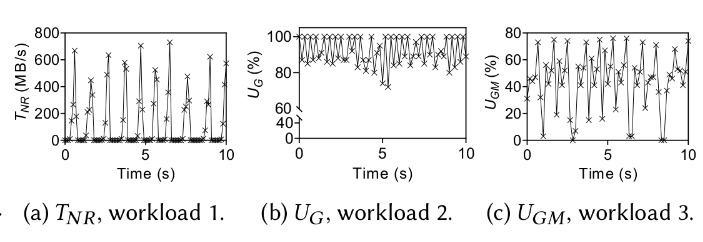 800
600
400
200
0
T_NR (MB/s)
0 5 10
Time (s)
100
80
60
40
0
U_G (%)
0 5 10
Time (s)
80
60
40
20
0
U_GM (%)
0 5 10
Time (s)
(a) T_NR, workload 1.
(b) U_G, workload 2.
(c) U_GM, workload 3.